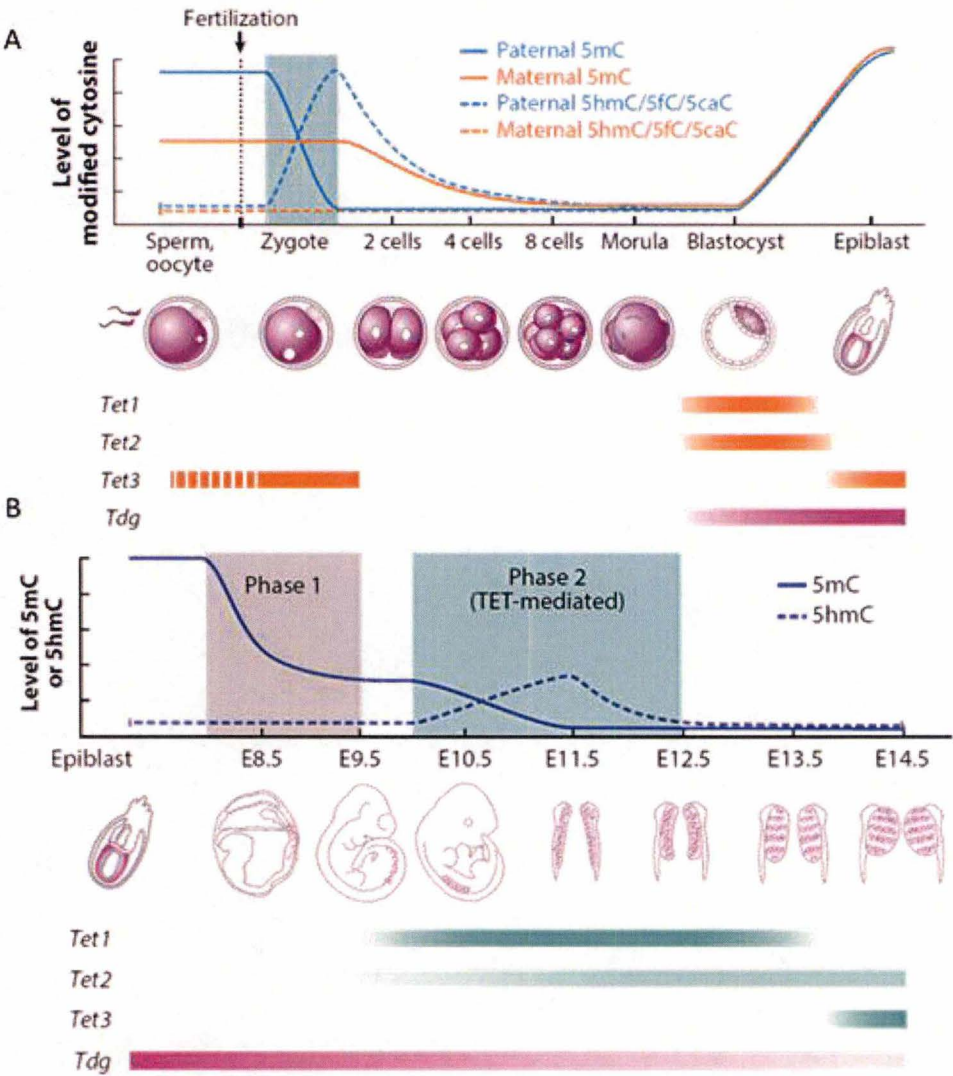 A
Fertilization
Paternal 5mC
Maternal 5mC
Paternal 5hmC/5fC/5caC
Maternal 5hmC/5fC/5caC
Level of
modified cytosine
Sperm, oocyte
Zygote
2 cells
4 cells
8 cells
Morula
Blastocyst
Epiblast
Tet1
Tet2
Tet3
Tdg
B
Phase 1
Phase 2
(TET-mediated)
5mC
5hmC
Level of 5mC
or 5hmC
Epiblast
E8.5
E9.5
E10.5
E11.5
E12.5
E13.5
E14.5
Tet1
Tet2
Tet3
Tdg